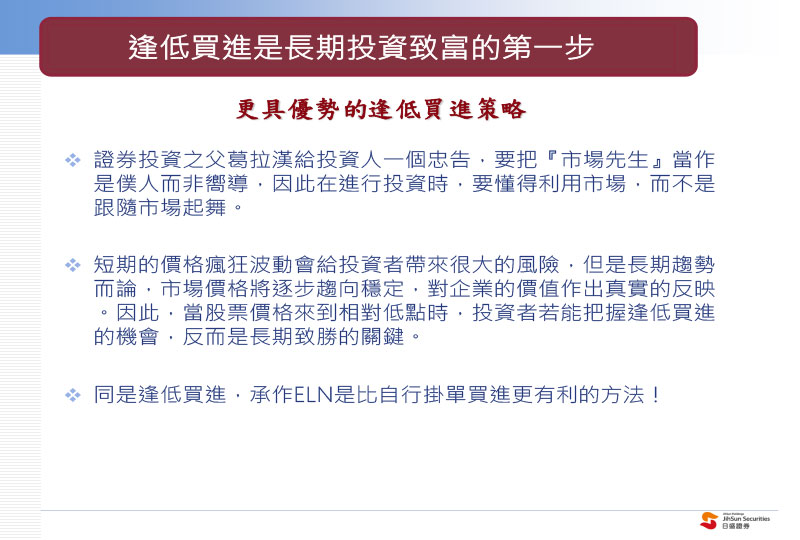 逢低買進是長期投資致富的第一步
更具優勢的逢低買進策略
❖ 證券投資之父葛拉漢給投資人一個忠告，要把『市場先生』當作
是僕人而非嚮導，因此在進行投資時，要懂得利用市場，而不是
跟隨市場起舞。
❖ 短期的價格瘋狂波動會給投資者帶來很大的風險，但是長期趨勢
而論，市場價格將逐步趨向穩定，對企業的價值作出真實的反映
。因此，當股票價格來到相對低點時，投資者若能把握逢低買進
的機會，反而是長期致勝的關鍵。
❖ 同是逢低買進，承作ELN是比自行掛單買進更有利的方法！
JihSun Securities
日盛證券